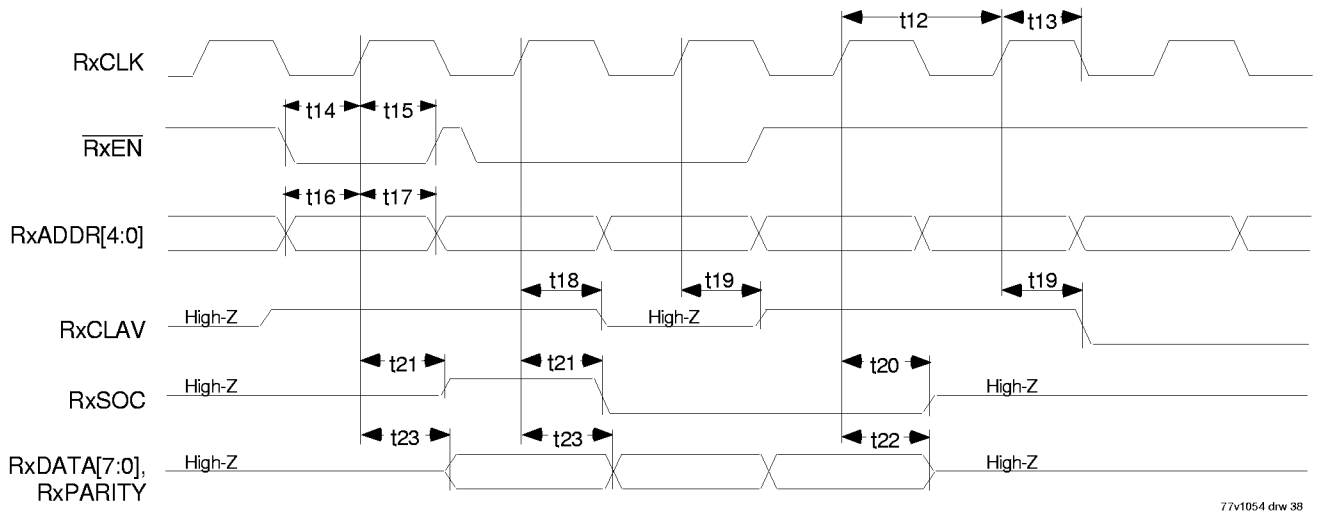 t12
t13
RxCLK
t14
t15
RxEN
t16
t17
RxADDR[4:0]
t18
t19
t19
High-Z
High-Z
RxCLAV
t21
t21
t20
High-Z
High-Z
RxSOC
t23
t23
t22
High-Z
High-Z
RxDATA[7:0],
RxPARITY
77v1054 drw 38